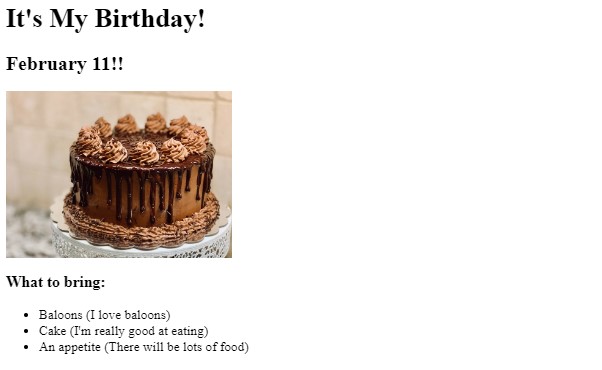 It's My Birthday!
February 11!!
What to bring:
Baloons (I love baloons)
Cake (I'm really good at eating)
An appetite (There will be lots of food)